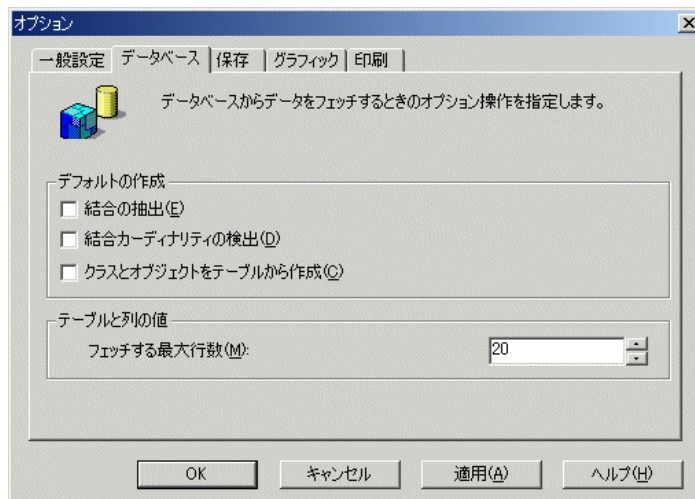 オプション
一般設定 データベース 保存 グラフィック 印刷
データベースからデータをフェッチするときのオプション操作を指定します。
デフォルトの作成
結合の抽出(E)
結合カーディナリティの検出(D)
クラスとオブジェクトをテーブルから作成(C)
テーブルと列の値
フェッチする最大行数(M): 20
OK キャンセル 適用(A) ヘルプ(H)